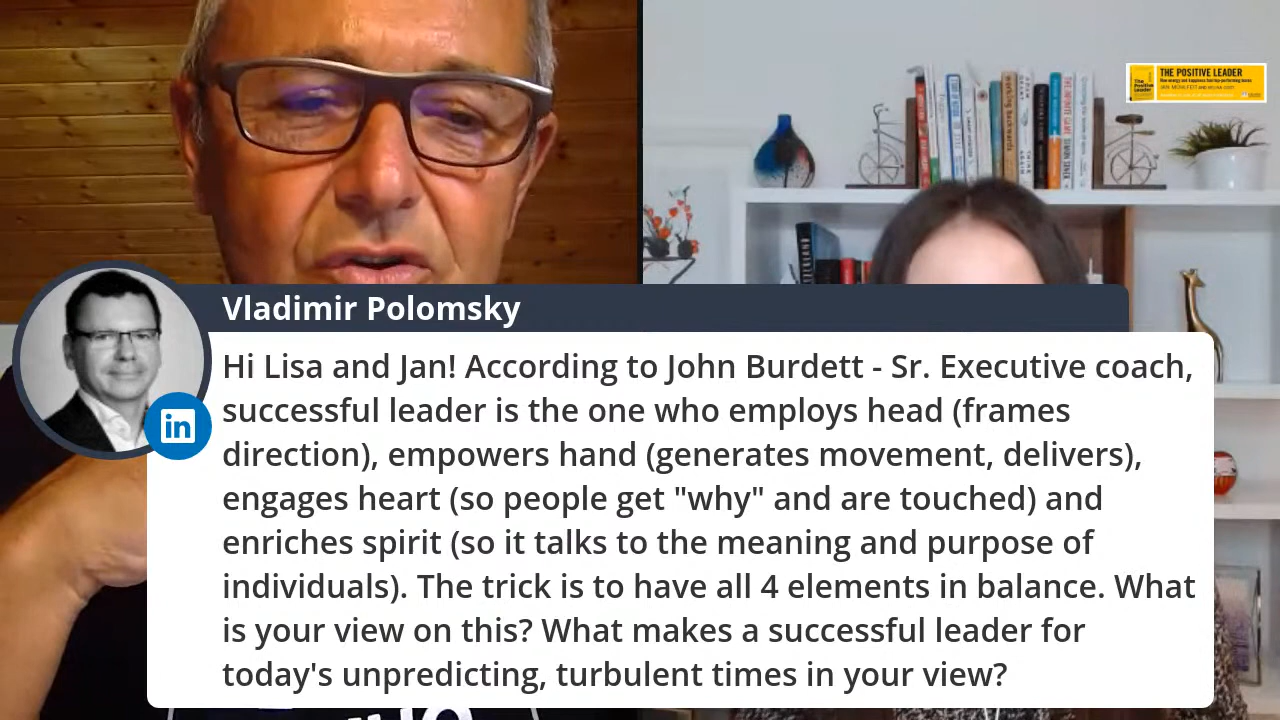 THE POSITIVE LEADER
The
Positive
Leader
Vladimir Polomsky
in
Hi Lisa and Jan! According to John Burdett - Sr. Executive coach,
successful leader is the one who employs head (frames
direction), empowers hand (generates movement, delivers),
engages heart (so people get "why" and are touched) and
enriches spirit (so it talks to the meaning and purpose of
individuals). The trick is to have all 4 elements in balance. What
is your view on this? What makes a successful leader for
today's unpredicting, turbulent times in your view?